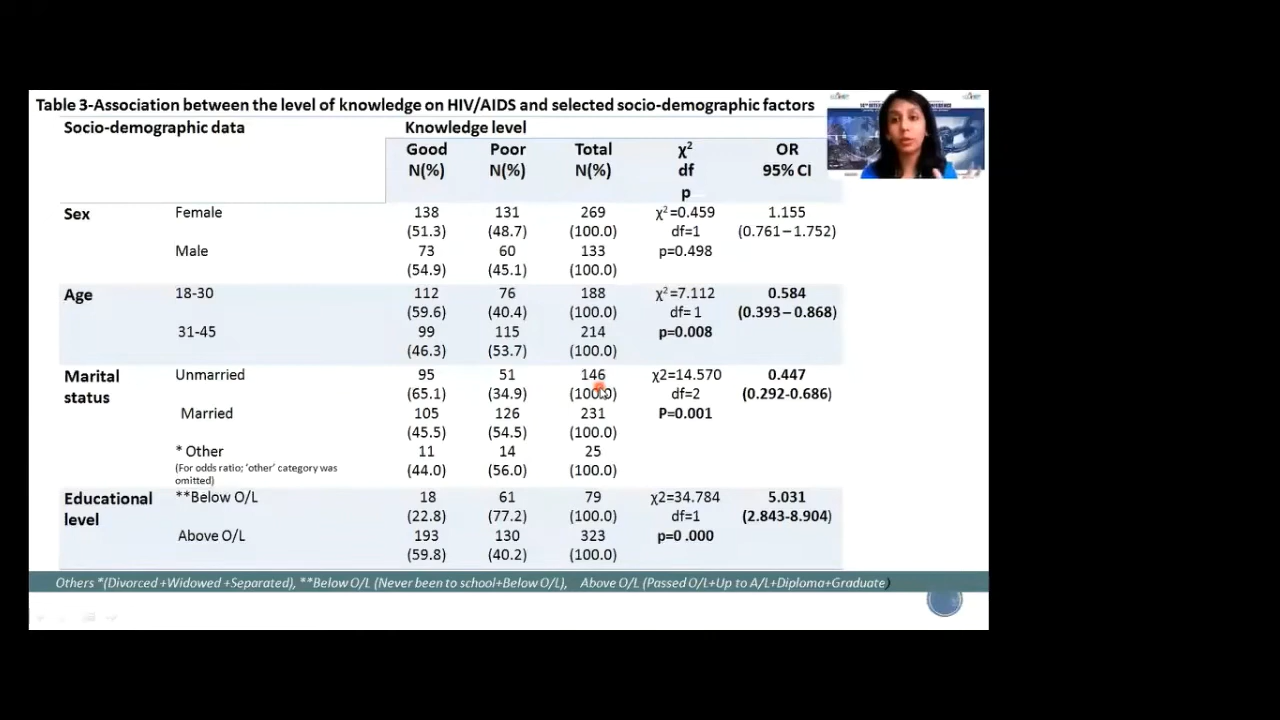 Table 3-Association between the level of knowledge on HIV/AIDS and selected socio-demographic factors
Socio-demographic data Knowledge level
Good Poor Total χ² OR
N(%) N(%) N(%) df 95% CI
p
Sex Female 138 131 269 χ²=0.459 1.155
(51.3) (48.7) (100.0) df=1 (0.761–1.752)
Male 73 60 133 p=0.498
(54.9) (45.1) (100.0)
Age 18-30 112 76 188 χ²=7.112 0.584
(59.6) (40.4) (100.0) df= 1 (0.393–0.868)
31-45 99 115 214 p=0.008
(46.3) (53.7) (100.0)
Marital Unmarried 95 51 146 χ2=14.570 0.447
status (65.1) (34.9) (100.0) df=2 (0.292-0.686)
Married 105 126 231 P=0.001
(45.5) (54.5) (100.0)
* Other 11 14 25
(For odds ratio; ‘other’ category was (44.0) (56.0) (100.0)
omitted)
Educational **Below O/L 18 61 79 χ2=34.784 5.031
level (22.8) (77.2) (100.0) df=1 (2.843-8.904)
Above O/L 193 130 323 p=0 .000
(59.8) (40.2) (100.0)
Others *(Divorced +Widowed +Separated), **Below O/L (Never been to school+Below O/L), Above O/L (Passed O/L+Up to A/L+Diploma+Graduate)